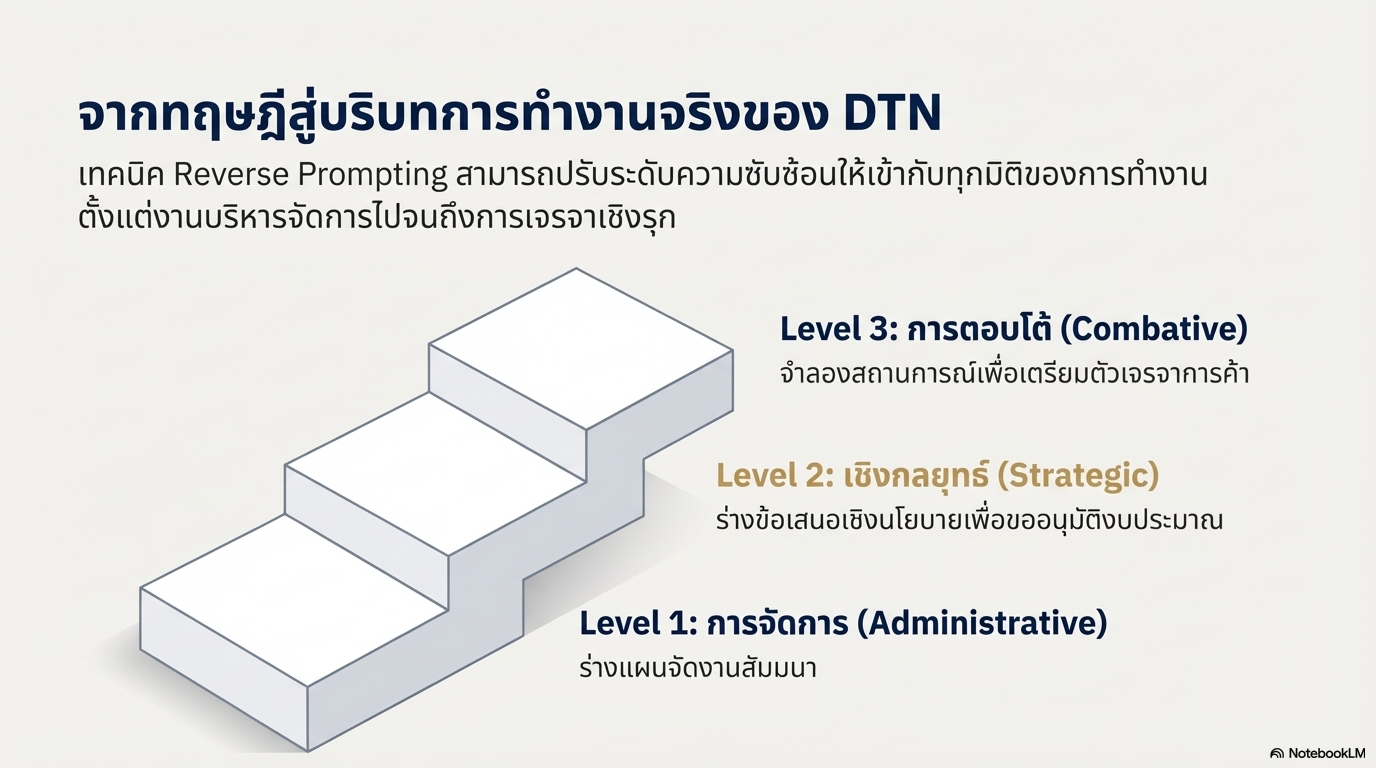 จากทฤษฎีสู่บริบทการทำงานจริงของ DTN
เทคนิค Reverse Prompting สามารถปรับระดับความซับซ้อนให้เข้ากับทุกมิติของการทำงาน
ตั้งแต่งานบริหารจัดการไปจนถึงการเจรจาเชิงรุก
Level 3: การตอบโต้ (Combative)
จำลองสถานการณ์เพื่อเตรียมตัวเจรจาการค้า
Level 2: เชิงกลยุทธ์ (Strategic)
ร่างข้อเสนอเชิงนโยบายเพื่อขออนุมัติงบประมาณ
Level 1: การจัดการ (Administrative)
ร่างแผนจัดงานสัมมนา
NotebookLM